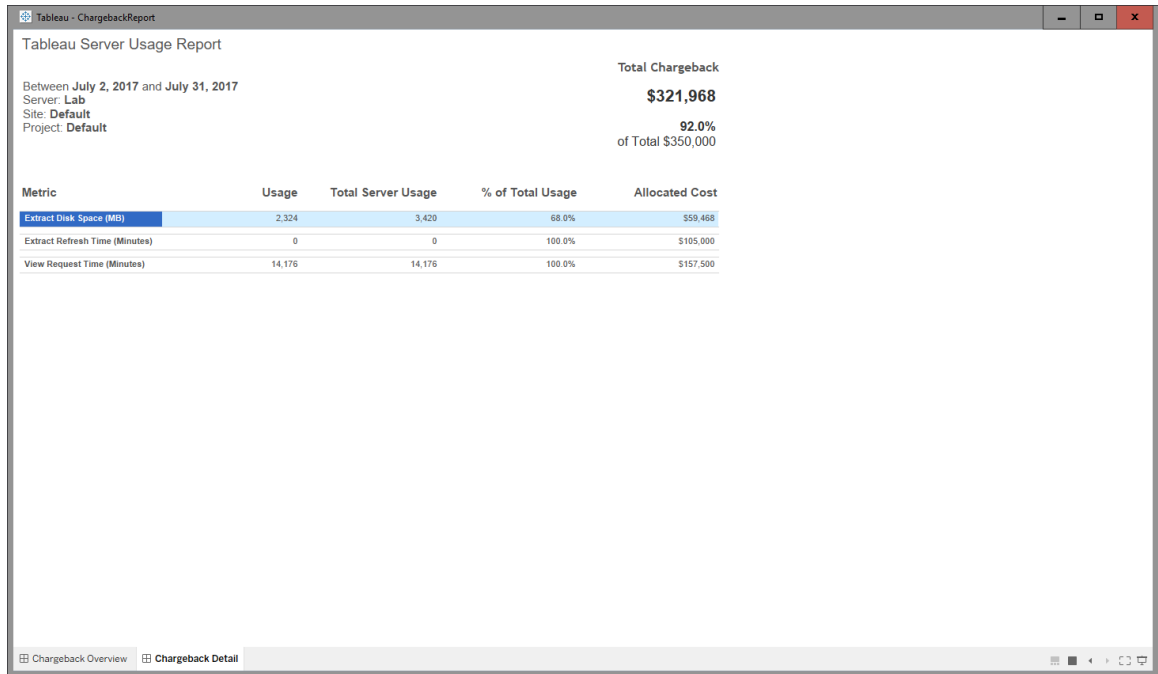 Tableau - ChargebackReport
Tableau Server Usage Report
Total Chargeback
$321,968
92.0%
of Total $350,000
Between July 2, 2017 and July 31, 2017
Server: Lab
Site: Default
Project: Default
Metric Usage Total Server Usage % of Total Usage Allocated Cost
Extract Disk Space (MB) 2,324 3,420 68.0% $59,468
Extract Refresh Time (Minutes) 0 0 100.0% $105,000
View Request Time (Minutes) 14,176 14,176 100.0% $157,500
Chargeback Overview Chargeback Detail